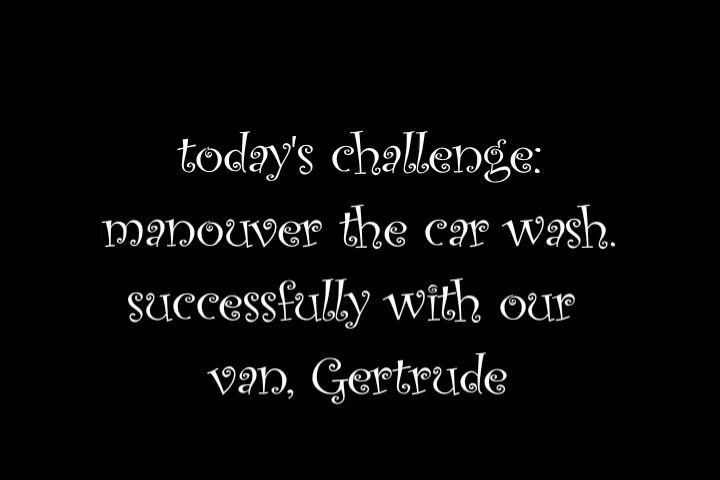 today's challenge:
manouver the car wash.
successfully with our
van, Gertrude